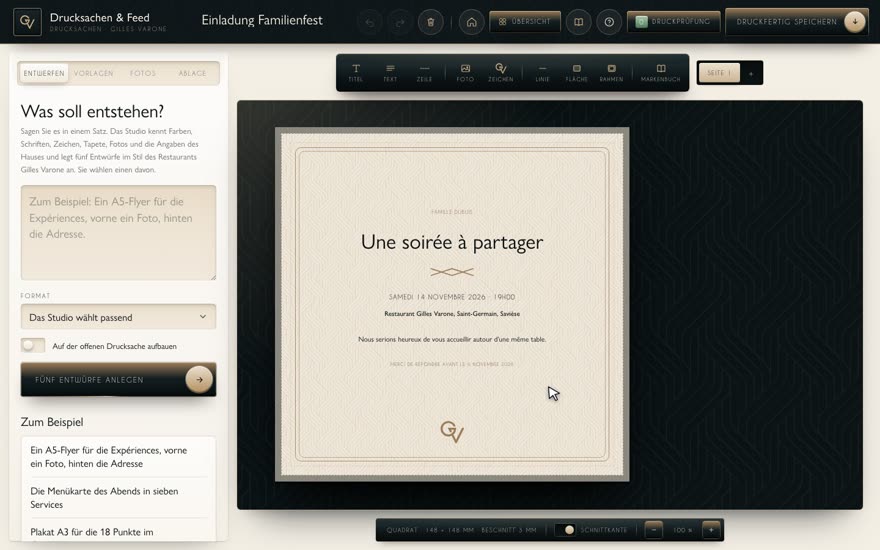 GV
Drucksachen & Feed
DRUCKSACHEN · GILLES VARONE
Einladung Familienfest
ÜBERSICHT
DRUCKPRÜFUNG
DRUCKFERTIG SPEICHERN
ENTWERFEN
VORLAGEN
FOTOS
ABLAGE
TITEL
TEXT
ZEILE
FOTO
ZEICHEN
LINIE
FLÄCHE
RAHMEN
MARKENBUCH
SEITE 1
+
Was soll entstehen?
Sagen Sie es in einem Satz. Das Studio kennt Farben,
Schriften, Zeichen, Tapete, Fotos und die Angaben des
Hauses und legt fünf Entwürfe im Stil des Restaurants
Gilles Varone an. Sie wählen einen davon.
Zum Beispiel: Ein A5-Flyer für die
Expériences, vorne ein Foto, hinten
die Adresse.
FORMAT
Das Studio wählt passend
Auf der offenen Drucksache aufbauen
FÜNF ENTWÜRFE ANLEGEN
Zum Beispiel
Ein A5-Flyer für die Expériences, vorne
ein Foto, hinten die Adresse
Die Menükarte des Abends in sieben
Services
Plakat A3 für die 18 Punkte im
FAMILLE DUBUIS
Une soirée à partager
SAMEDI 14 NOVEMBRE 2026 · 19H00
Restaurant Gilles Varone, Saint-Germain, Savièse
Nous serions heureux de vous accueillir autour d'une même table.
MERCI DE RÉPONDRE AVANT LE NOVEMBRE 2026
GV
QUADRAT 148 × 148 MM BESCHNITT 3 MM
SCHNITTKANTE
− 100 % +